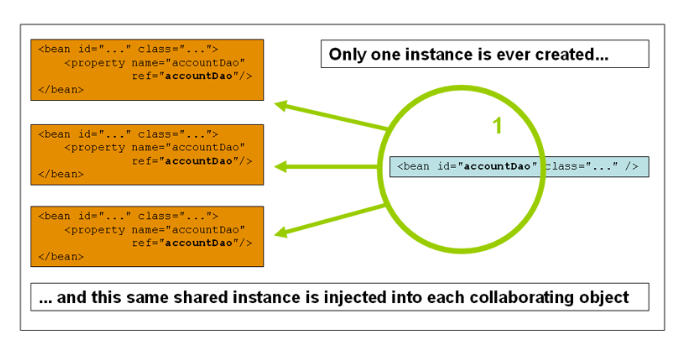 <bean id="..." class="...">
<property name="accountDao"
ref="accountDao"/>
</bean>
Only one instance is ever created...
1
<bean id="..." class="...">
<property name="accountDao"
ref="accountDao"/>
</bean>
<bean id="accountDao" class="..." />
<bean id="..." class="...">
<property name="accountDao"
ref="accountDao"/>
</bean>
... and this same shared instance is injected into each collaborating object